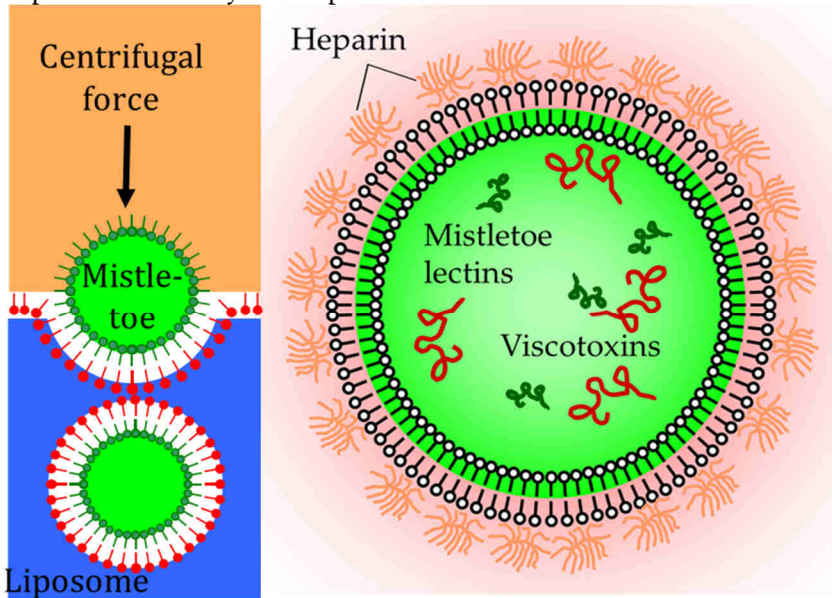 Centrifugal
force
Mistle-
toe
Liposome
Heparin
Mistletoe
lectins
Viscotoxins